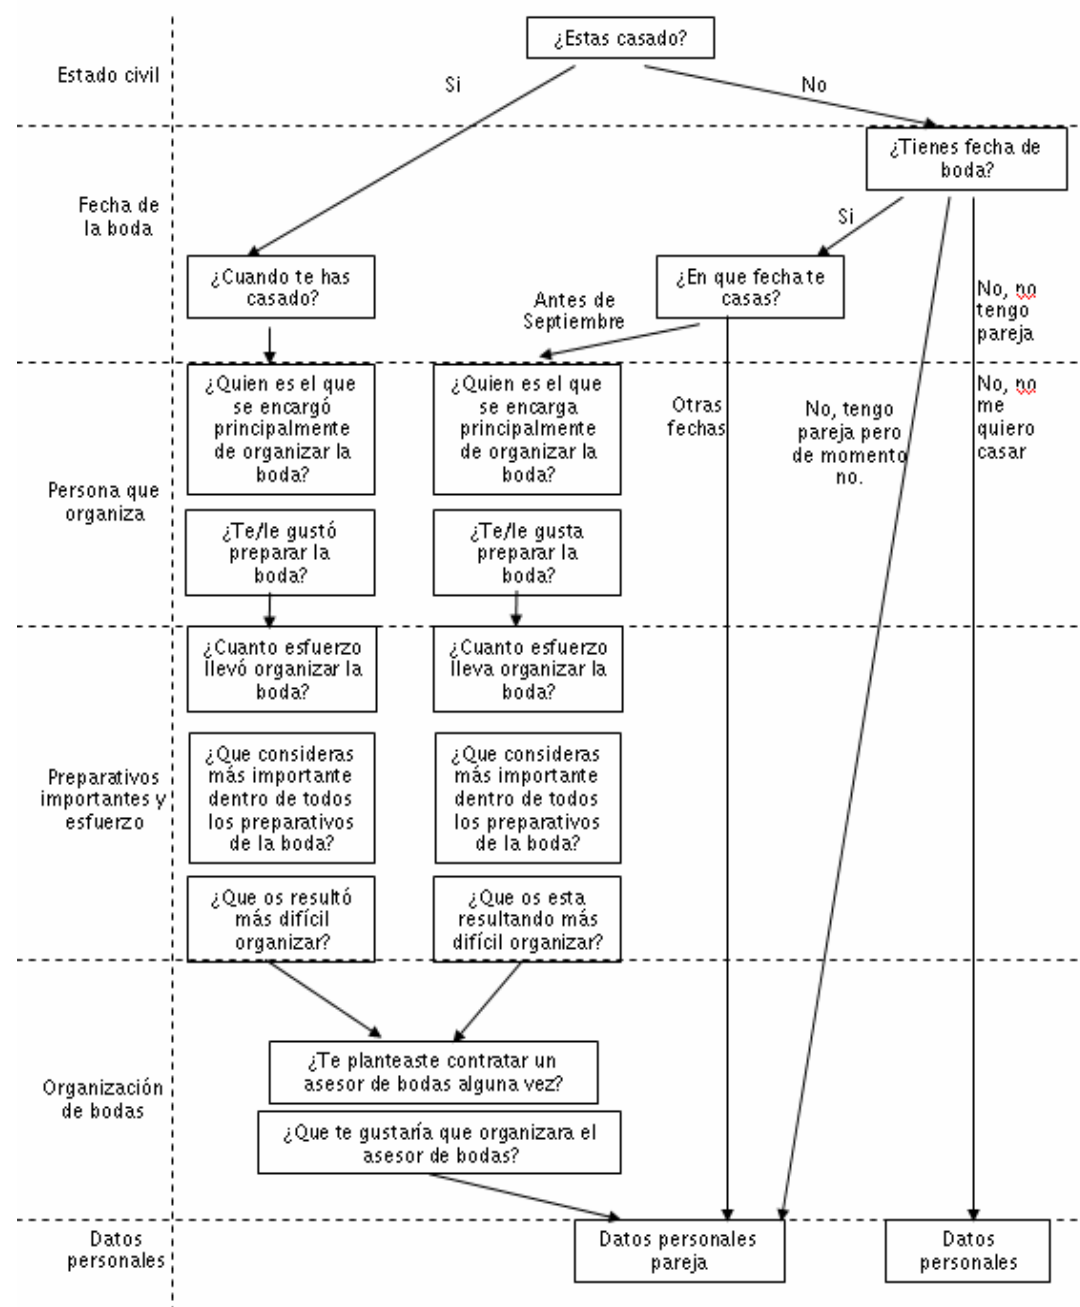 ¿Estas casado?
Estado civil
Si
No
¿Tienes fecha de
boda?
Fecha de
la boda
Si
¿Cuando te has
casado?
¿En que fecha te
casas?
Antes de
Septiembre
No, no
tengo
pareja
¿Quien es el que
se encargó
principalmente
de organizar la
boda?
¿Quien es el que
se encarga
principalmente
de organizar la
boda?
Otras
fechas
No, tengo
pareja pero
de momento
no.
No, no
me
quiero
casar
Persona que
organiza
¿Te/le gustó
preparar la
boda?
¿Te/le gusta
preparar la
boda?
¿Cuanto esfuerzo
llevó organizar la
boda?
¿Cuanto esfuerzo
lleva organizar la
boda?
Preparativos
importantes y
esfuerzo
¿Que consideras
más importante
dentro de todos
los preparativos
de la boda?
¿Que consideras
más importante
dentro de todos
los preparativos
de la boda?
¿Que os resultó
más difícil
organizar?
¿Que os esta
resultando más
difícil organizar?
Organización
de bodas
¿Te planteaste contratar un
asesor de bodas alguna vez?
¿Que te gustaría que organizara el
asesor de bodas?
Datos
personales
Datos personales
pareja
Datos
personales